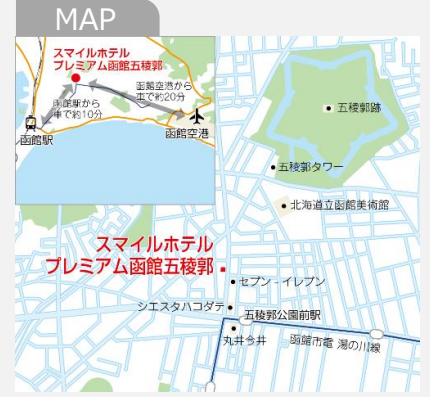 MAP
スマイルホテル
プレミアム函館五稜郭
函館駅から
車で約10分
函館空港から
車で約20分
函館駅
函館空港
五稜郭跡
五稜郭タワー
北海道立函館美術館
スマイルホテル
プレミアム函館五稜郭
セブン-イレブン
シエスタハコダテ
五稜郭公園前駅
丸井今井
函館市電 湯の川線